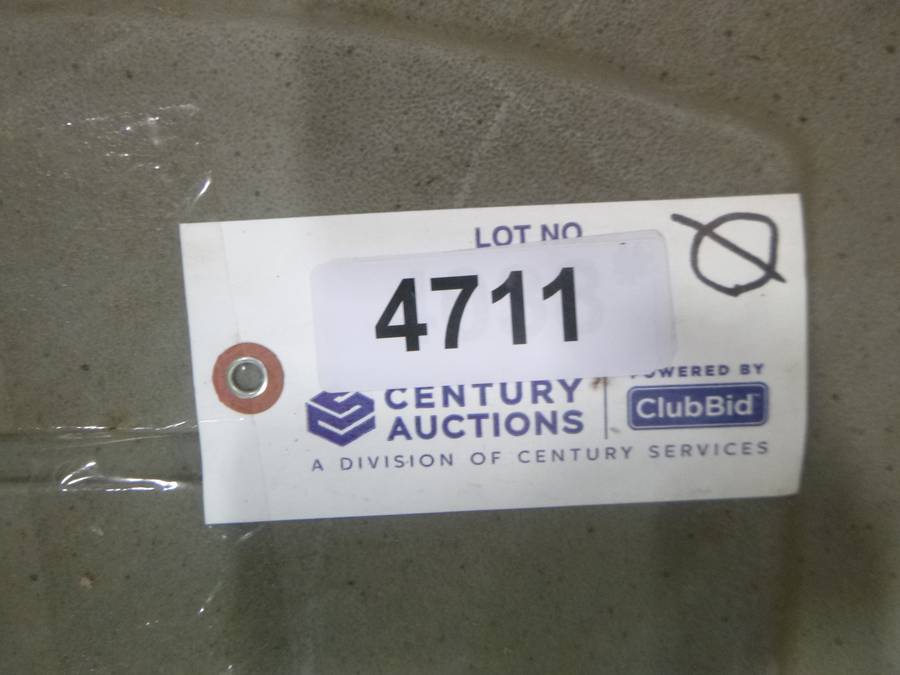 LOT NO
4711
CENTURY
AUCTIONS
POWERED BY
ClubBid
A DIVISION OF CENTURY SERVICES